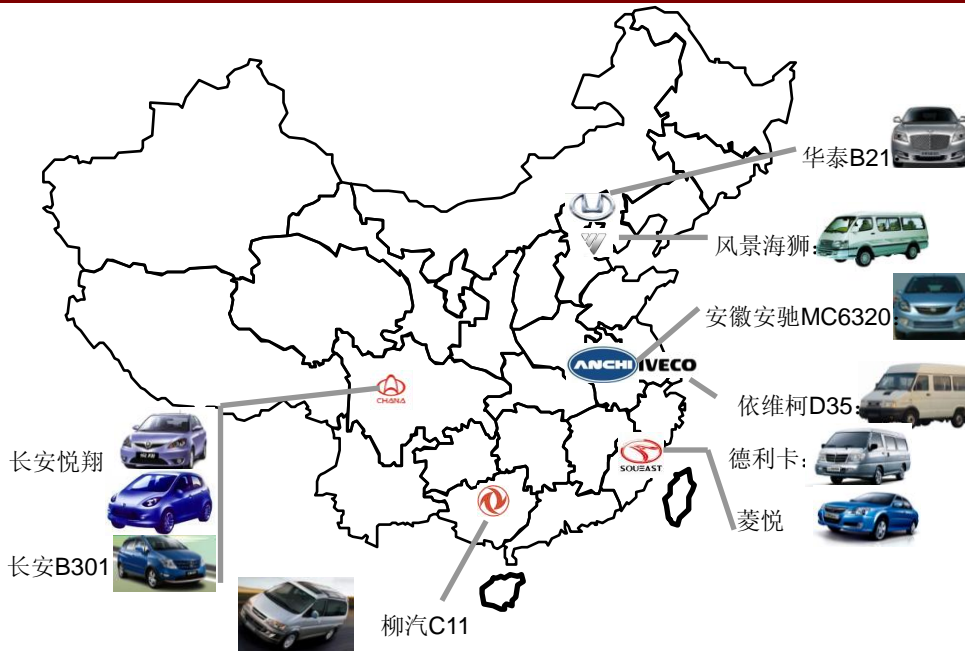 华泰B21
风景海狮:
安徽安驰MC6320
ANCHI
IVECO
CHANA
依维柯D35:
长安悦翔
德利卡:
SOUEAST
菱悦
长安B301
柳汽C11